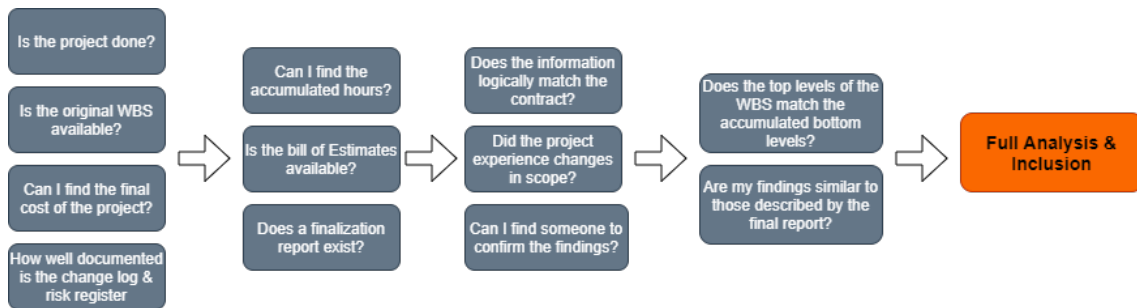 Is the project done?
Is the original WBS
available?
Can I find the final
cost of the project?
How well documented
is the change log &
risk register
Can I find the
accumulated hours?
Is the bill of Estimates
available?
Does a finalization
report exist?
Does the information
logically match the
contract?
Did the project
experience changes
in scope?
Can I find someone to
confirm the findings?
Does the top levels of the
WBS match the
accumulated bottom
levels?
Are my findings similar to
those described by the
final report?
Full Analysis &
Inclusion